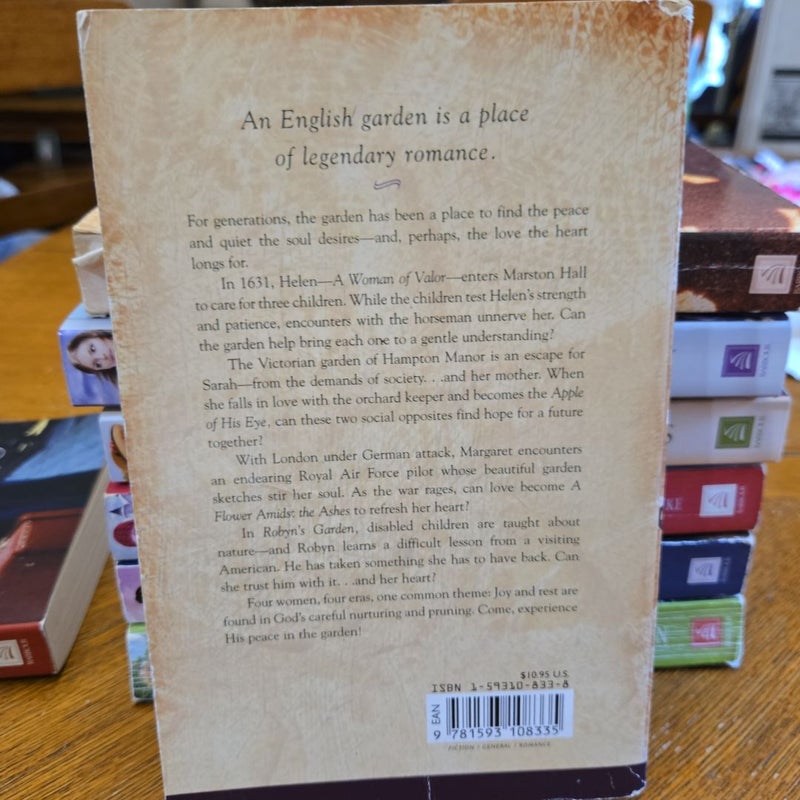 An English garden is a place
of legendary romance.
For generations, the garden has been a place to find the peace
and quiet the soul desires—and, perhaps, the love the heart
longs for.
In 1631, Helen—A Woman of Valor—enters Marston Hall
to care for three children. While the children test Helen's strength
and patience, encounters with the horseman unnerve her. Can
the garden help bring each one to a gentle understanding?
The Victorian garden of Hampton Manor is an escape for
Sarah—from the demands of society. . .and her mother. When
she falls in love with the orchard keeper and becomes the Apple
of His Eye, can these two social opposites find hope for a future
together?
With London under German attack, Margaret encounters
an endearing Royal Air Force pilot whose beautiful garden
sketches stir her soul. As the war rages, can love become A
Flower Amidst the Ashes to refresh her heart?
In Robyn's Garden, disabled children are taught about
nature—and Robyn learns a difficult lesson from a visiting
American. He has taken something she has to have back. Can
she trust him with it. . .and her heart?
Four women, four eras, one common theme: Joy and rest are
found in God's careful nurturing and pruning. Come, experience
His peace in the garden!
$10.95 U.S.
ISBN 1-59310-833-8
EAN
9 781593 108335
FICTION / GENERAL / ROMANCE